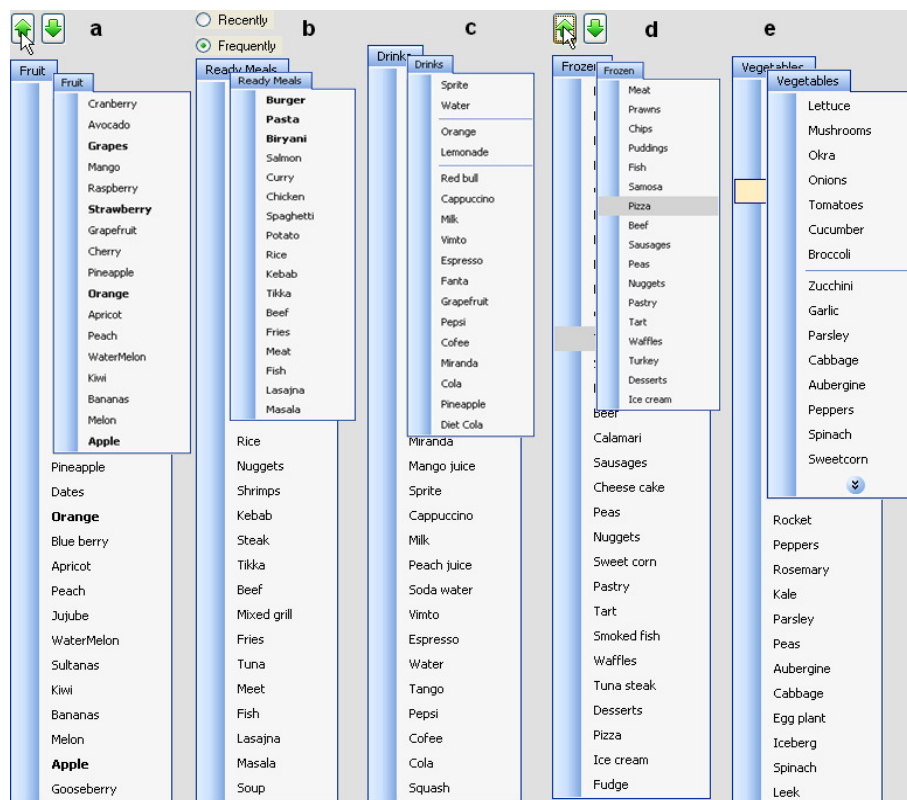 a
Fruit
Fruit
Cranberry
Avocado
Grapes
Mango
Raspberry
Strawberry
Grapefruit
Cherry
Pineapple
Orange
Apricot
Peach
WaterMelon
Kiwi
Bananas
Melon
Apple
Pineapple
Dates
Orange
Blue berry
Apricot
Peach
Jujube
WaterMelon
Sultanas
Kiwi
Bananas
Melon
Apple
Gooseberry
Recently
Frequently
b
Ready Meals
Ready Meals
Burger
Pasta
Biryani
Salmon
Curry
Chicken
Spaghetti
Potato
Rice
Kebab
Tikka
Beef
Fries
Meat
Fish
Lasajna
Masala
Rice
Nuggets
Shrimps
Kebab
Steak
Tikka
Beef
Mixed grill
Fries
Tuna
Meet
Fish
Lasajna
Masala
Soup
c
Drinks
Drinks
Sprite
Water
Orange
Lemonade
Red bull
Cappuccino
Milk
Vimto
Espresso
Fanta
Grapefruit
Pepsi
Cofee
Miranda
Cola
Pineapple
Diet Cola
Miranda
Mango juice
Sprite
Cappuccino
Milk
Peach juice
Soda water
Vimto
Espresso
Water
Tango
Pepsi
Cofee
Cola
Squash
d
Frozen
Frozen
Meat
Prawns
Chips
Puddings
Fish
Samosa
Pizza
Beef
Sausages
Peas
Nuggets
Pastry
Tart
Waffles
Turkey
Desserts
Ice cream
Beef
Calamari
Sausages
Cheese cake
Peas
Nuggets
Sweet corn
Pastry
Tart
Smoked fish
Waffles
Tuna steak
Desserts
Pizza
Ice cream
Fudge
e
Vegetables
Vegetables
Lettuce
Mushrooms
Okra
Onions
Tomatoes
Cucumber
Broccoli
Zucchini
Garlic
Parsley
Cabbage
Aubergine
Peppers
Spinach
Sweetcorn
Rocket
Peppers
Rosemary
Kale
Parsley
Peas
Aubergine
Cabbage
Egg plant
Iceberg
Spinach
Leek